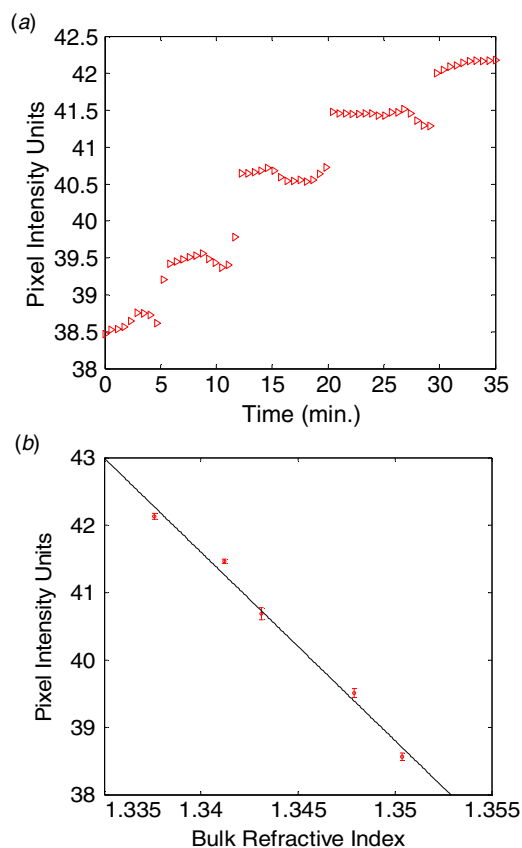 (a)
42.5
42
41.5
41
40.5
40
39.5
39
38.5
38
Pixel Intensity Units
0 5 10 15 20 25 30 35
Time (min.)
(b)
43
42
41
40
39
38
Pixel Intensity Units
1.335 1.34 1.345 1.35 1.355
Bulk Refractive Index